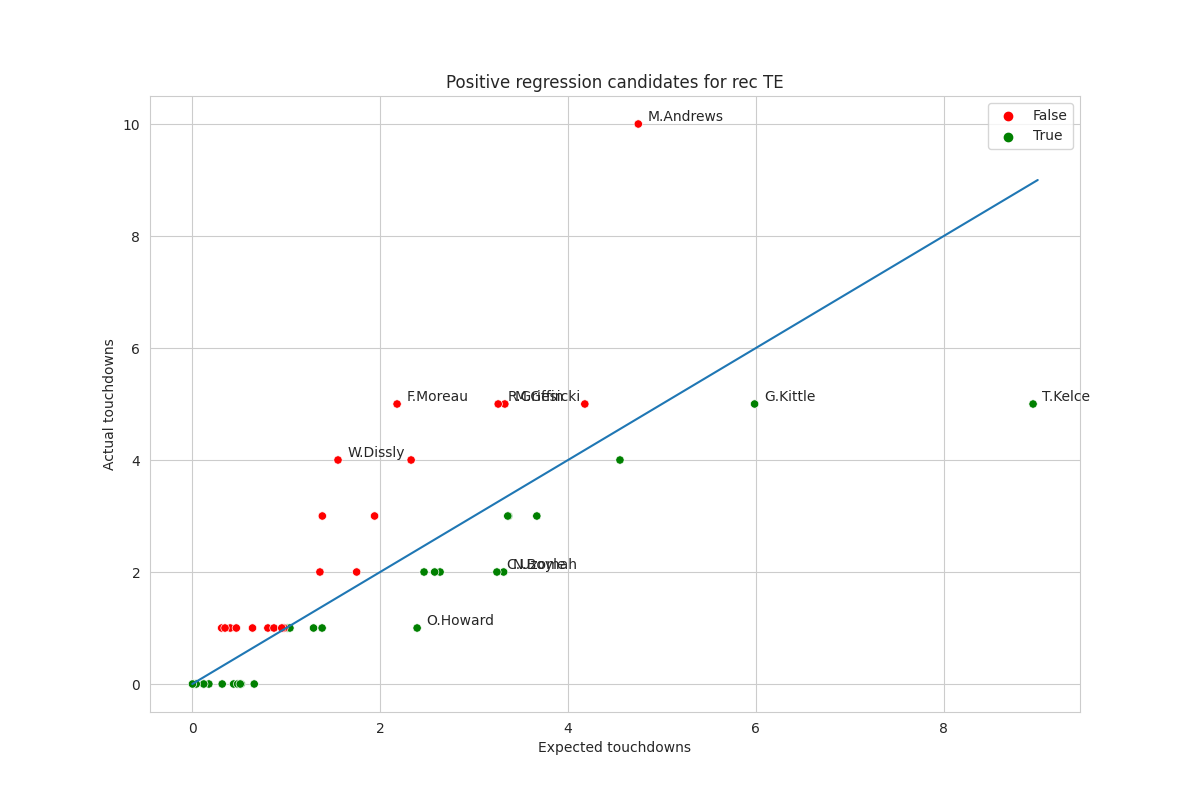 Positive regression candidates for rec TE
M.Andrews
False
True
10
8
6
4
2
0
F.Moreau
G.Kittle
T.Kelce
W.Dissly
O.Howard
Actual touchdowns
0
2
4
6
8
Expected touchdowns